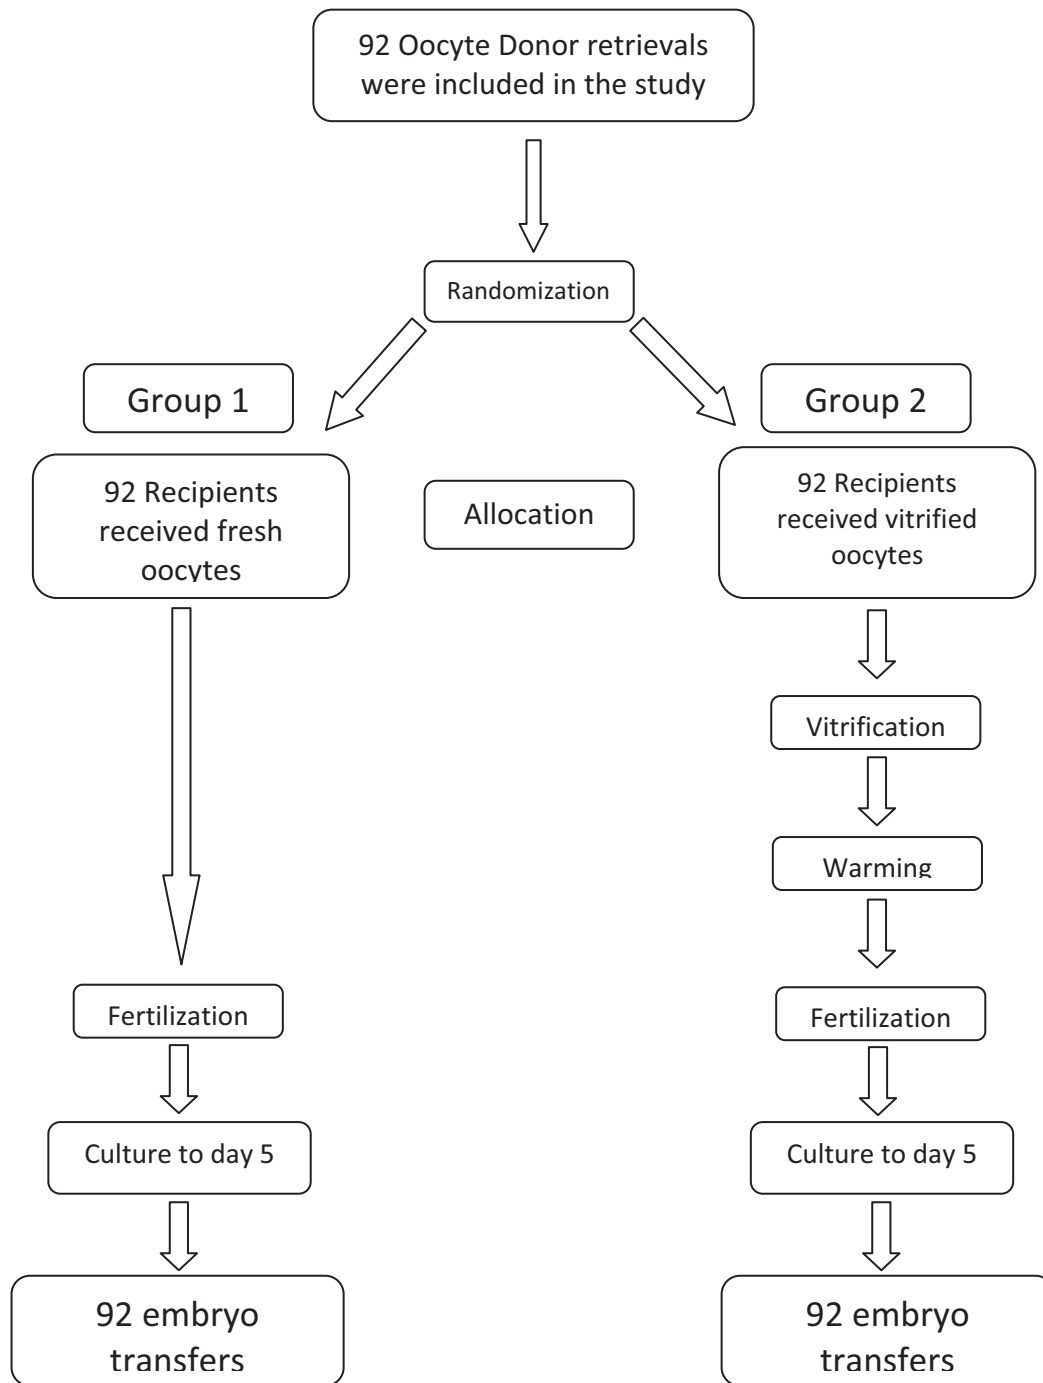 92 Oocyte Donor retrievals
were included in the study
Randomization
Group 1
Group 2
92 Recipients
received fresh
oocytes
Allocation
92 Recipients
received vitrified
oocytes
Vitrification
Warming
Fertilization
Fertilization
Culture to day 5
Culture to day 5
92 embryo
transfers
92 embryo
transfers